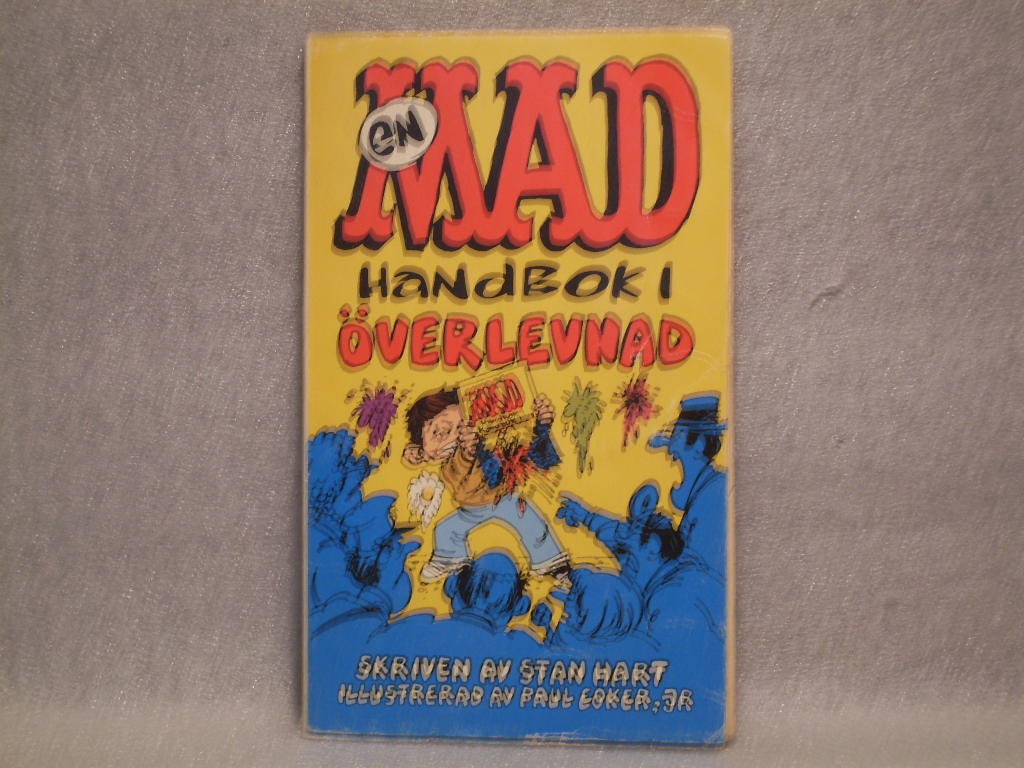 en
MAD
HANDBOK I
ÖVERLEVNAD
MAD
SKRIVEN AV STAN HART
ILLUSTRERAD AV PAUL COKER, JR